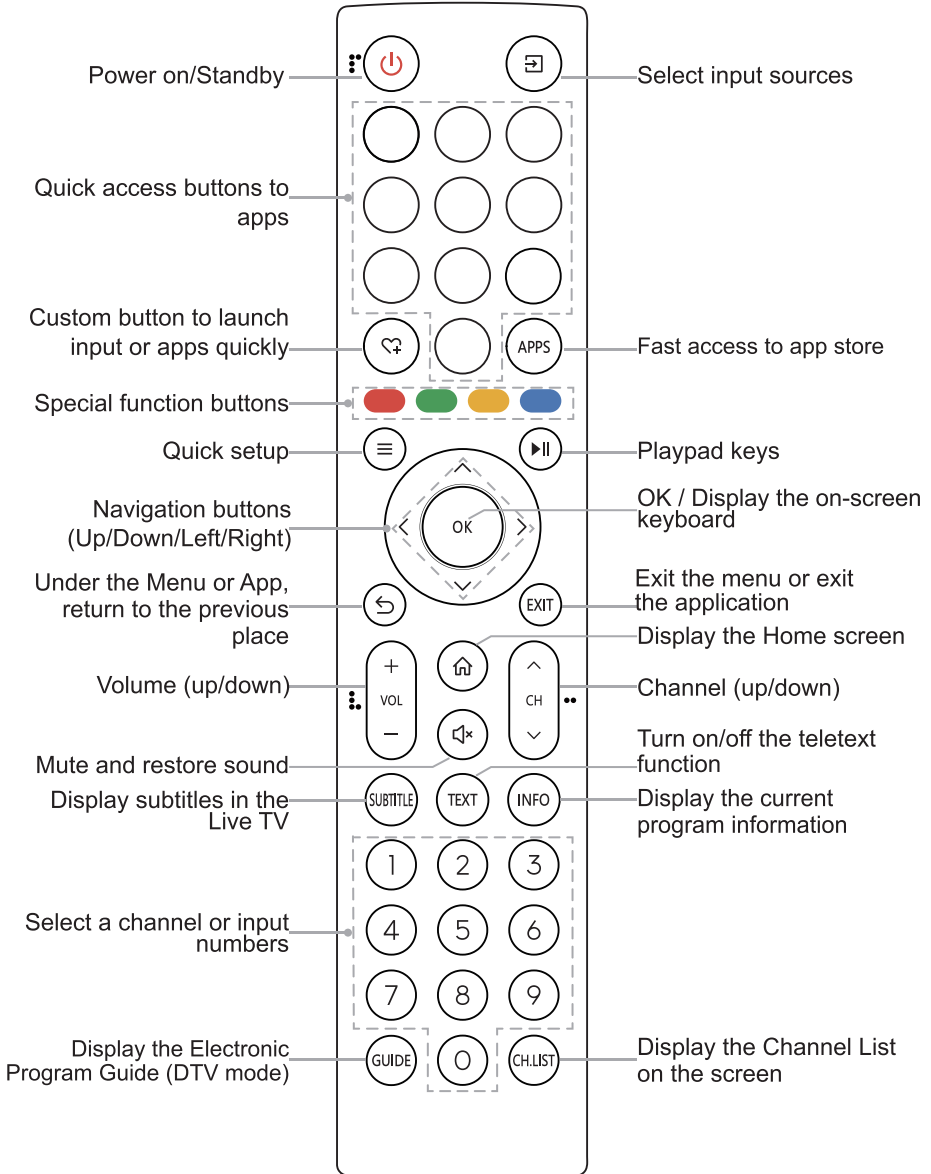 Power on/Standby
Select input sources
Quick access buttons to
apps
Custom button to launch
input or apps quickly
APPS
Fast access to app store
Special function buttons
Quick setup
Playpad keys
Navigation buttons
(Up/Down/Left/Right)
OK
OK / Display the on-screen
keyboard
Under the Menu or App,
return to the previous
place
EXIT
Exit the menu or exit
the application
Display the Home screen
Volume (up/down)
+
VOL
−
CH
Channel (up/down)
Mute and restore sound
Turn on/off the teletext
function
Display subtitles in the
Live TV
SUBTITLE
TEXT
INFO
Display the current
program information
1 2 3
Select a channel or input
numbers
4 5 6
7 8 9
Display the Electronic
Program Guide (DTV mode)
GUIDE
0
CH.LIST
Display the Channel List
on the screen